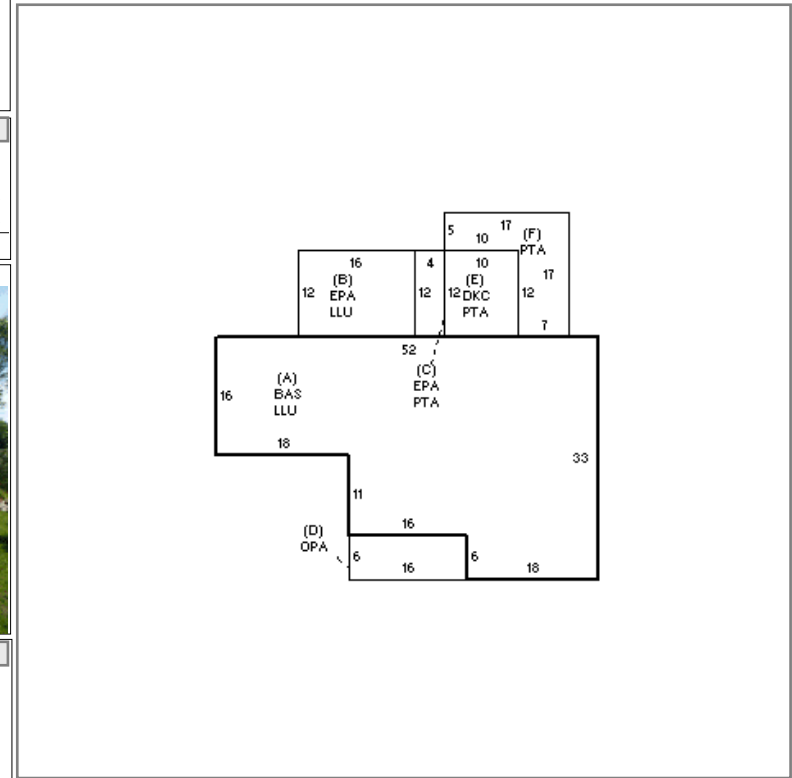 17
5
10
(F)
PTA
16
4
10
(B)
(E)
17
12
EPA
12
12
DKC
12
LLU
PTA
7
52
(C)
(A)
EPA
16
BAS
PTA
LLU
18
33
11
16
(D)
OPA
6
6
16
18